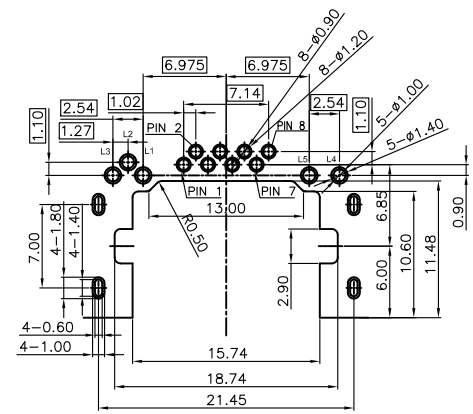 8-ø0.90
8-ø1.20
6.975
6.975
7.14
5-ø1.00
5-ø1.40
2.54
1.02
1.27
1.10
2.54
1.10
L2
L3
L1
PIN 2
PIN 8
L5
L4
PIN 1
PIN 7
13.00
R0.50
7.00
4-1.80
4-1.40
2.90
6.85
6.00
10.60
11.48
0.90
4-0.60
4-1.00
15.74
18.74
21.45